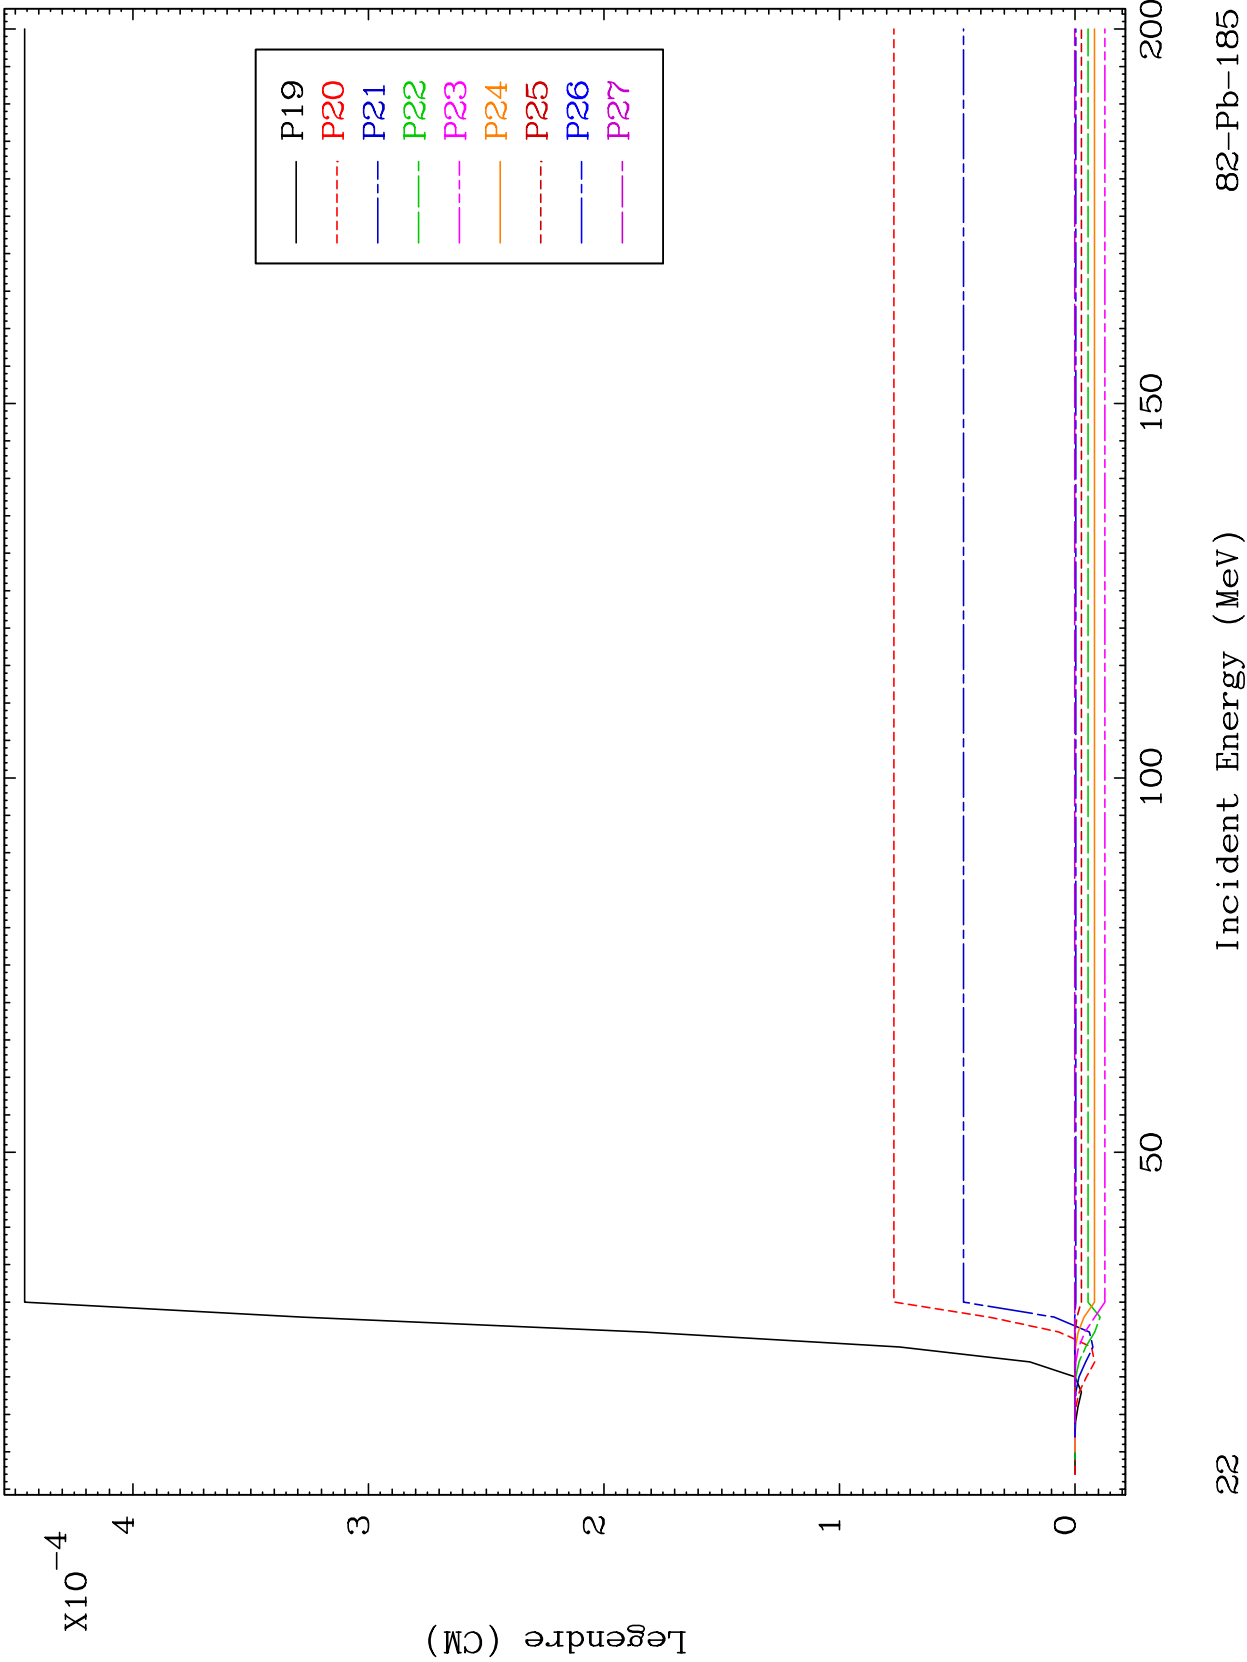 X10-4
Legendre (CM)
4
3
2
1
0
P19
P20
P21
P22
P23
P24
P25
P26
P27
50
100
150
200
Incident Energy (MeV)
22
82-Pb-185